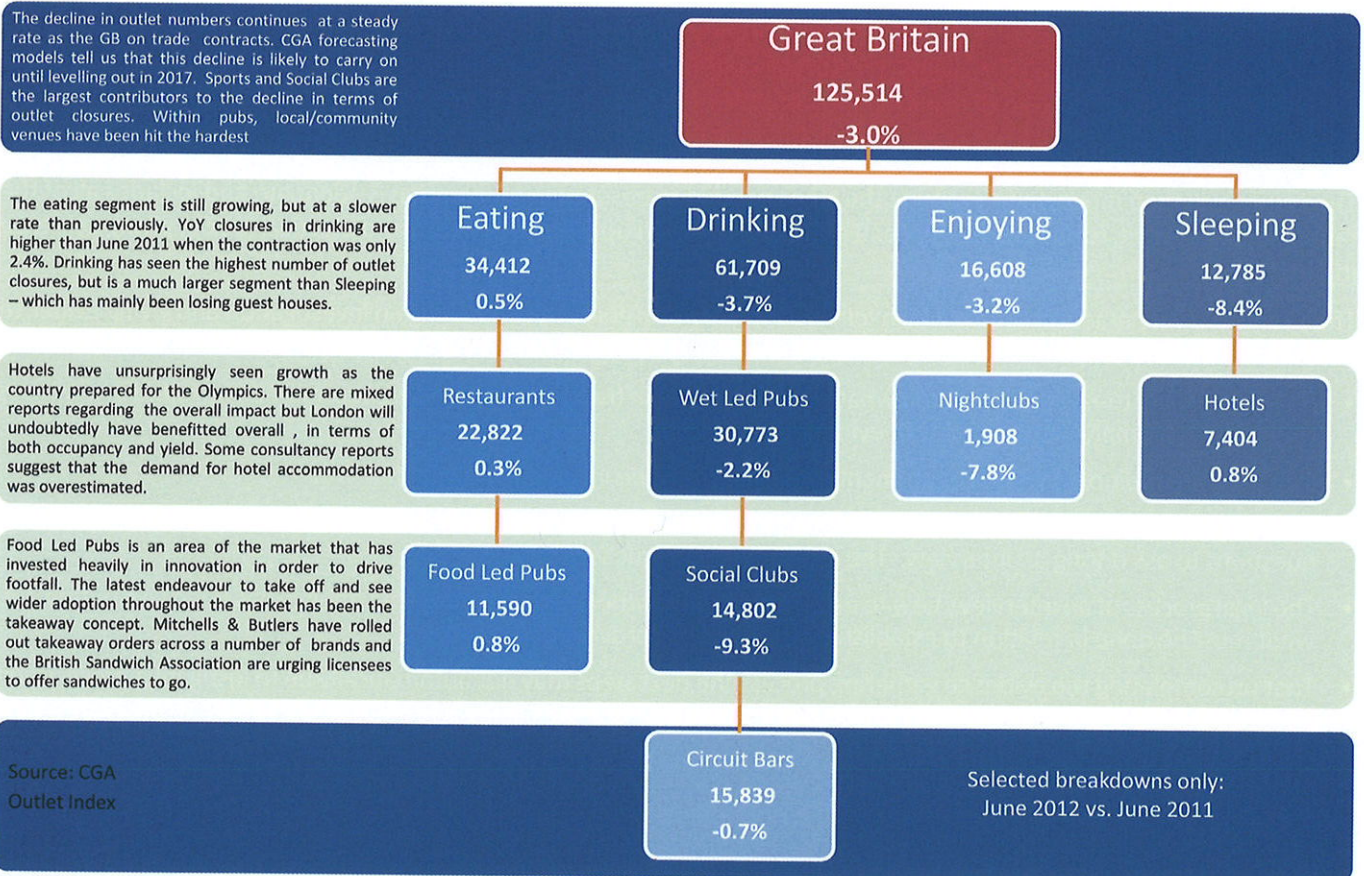 The decline in outlet numbers continues at a steady
rate as the GB on trade contracts. CGA forecasting
models tell us that this decline is likely to carry on
until levelling out in 2017. Sports and Social Clubs are
the largest contributors to the decline in terms of
outlet closures. Within pubs, local/community
venues have been hit the hardest
Great Britain
125,514
-3.0%
The eating segment is still growing, but at a slower
rate than previously. YoY closures in drinking are
higher than June 2011 when the contraction was only
2.4%. Drinking has seen the highest number of outlet
closures, but is a much larger segment than Sleeping
– which has mainly been losing guest houses.
Eating
34,412
0.5%
Drinking
61,709
-3.7%
Enjoying
16,608
-3.2%
Sleeping
12,785
-8.4%
Hotels have unsurprisingly seen growth as the
country prepared for the Olympics. There are mixed
reports regarding the overall impact but London will
undoubtedly have benefitted overall , in terms of
both occupancy and yield. Some consultancy reports
suggest that the demand for hotel accommodation
was overestimated.
Restaurants
22,822
0.3%
Wet Led Pubs
30,773
-2.2%
Nightclubs
1,908
-7.8%
Hotels
7,404
0.8%
Food Led Pubs is an area of the market that has
invested heavily in innovation in order to drive
footfall. The latest endeavour to take off and see
wider adoption throughout the market has been the
takeaway concept. Mitchells & Butlers have rolled
out takeaway orders across a number of brands and
the British Sandwich Association are urging licensees
to offer sandwiches to go.
Food Led Pubs
11,590
0.8%
Social Clubs
14,802
-9.3%
Source: CGA
Outlet Index
Circuit Bars
15,839
-0.7%
Selected breakdowns only:
June 2012 vs. June 2011